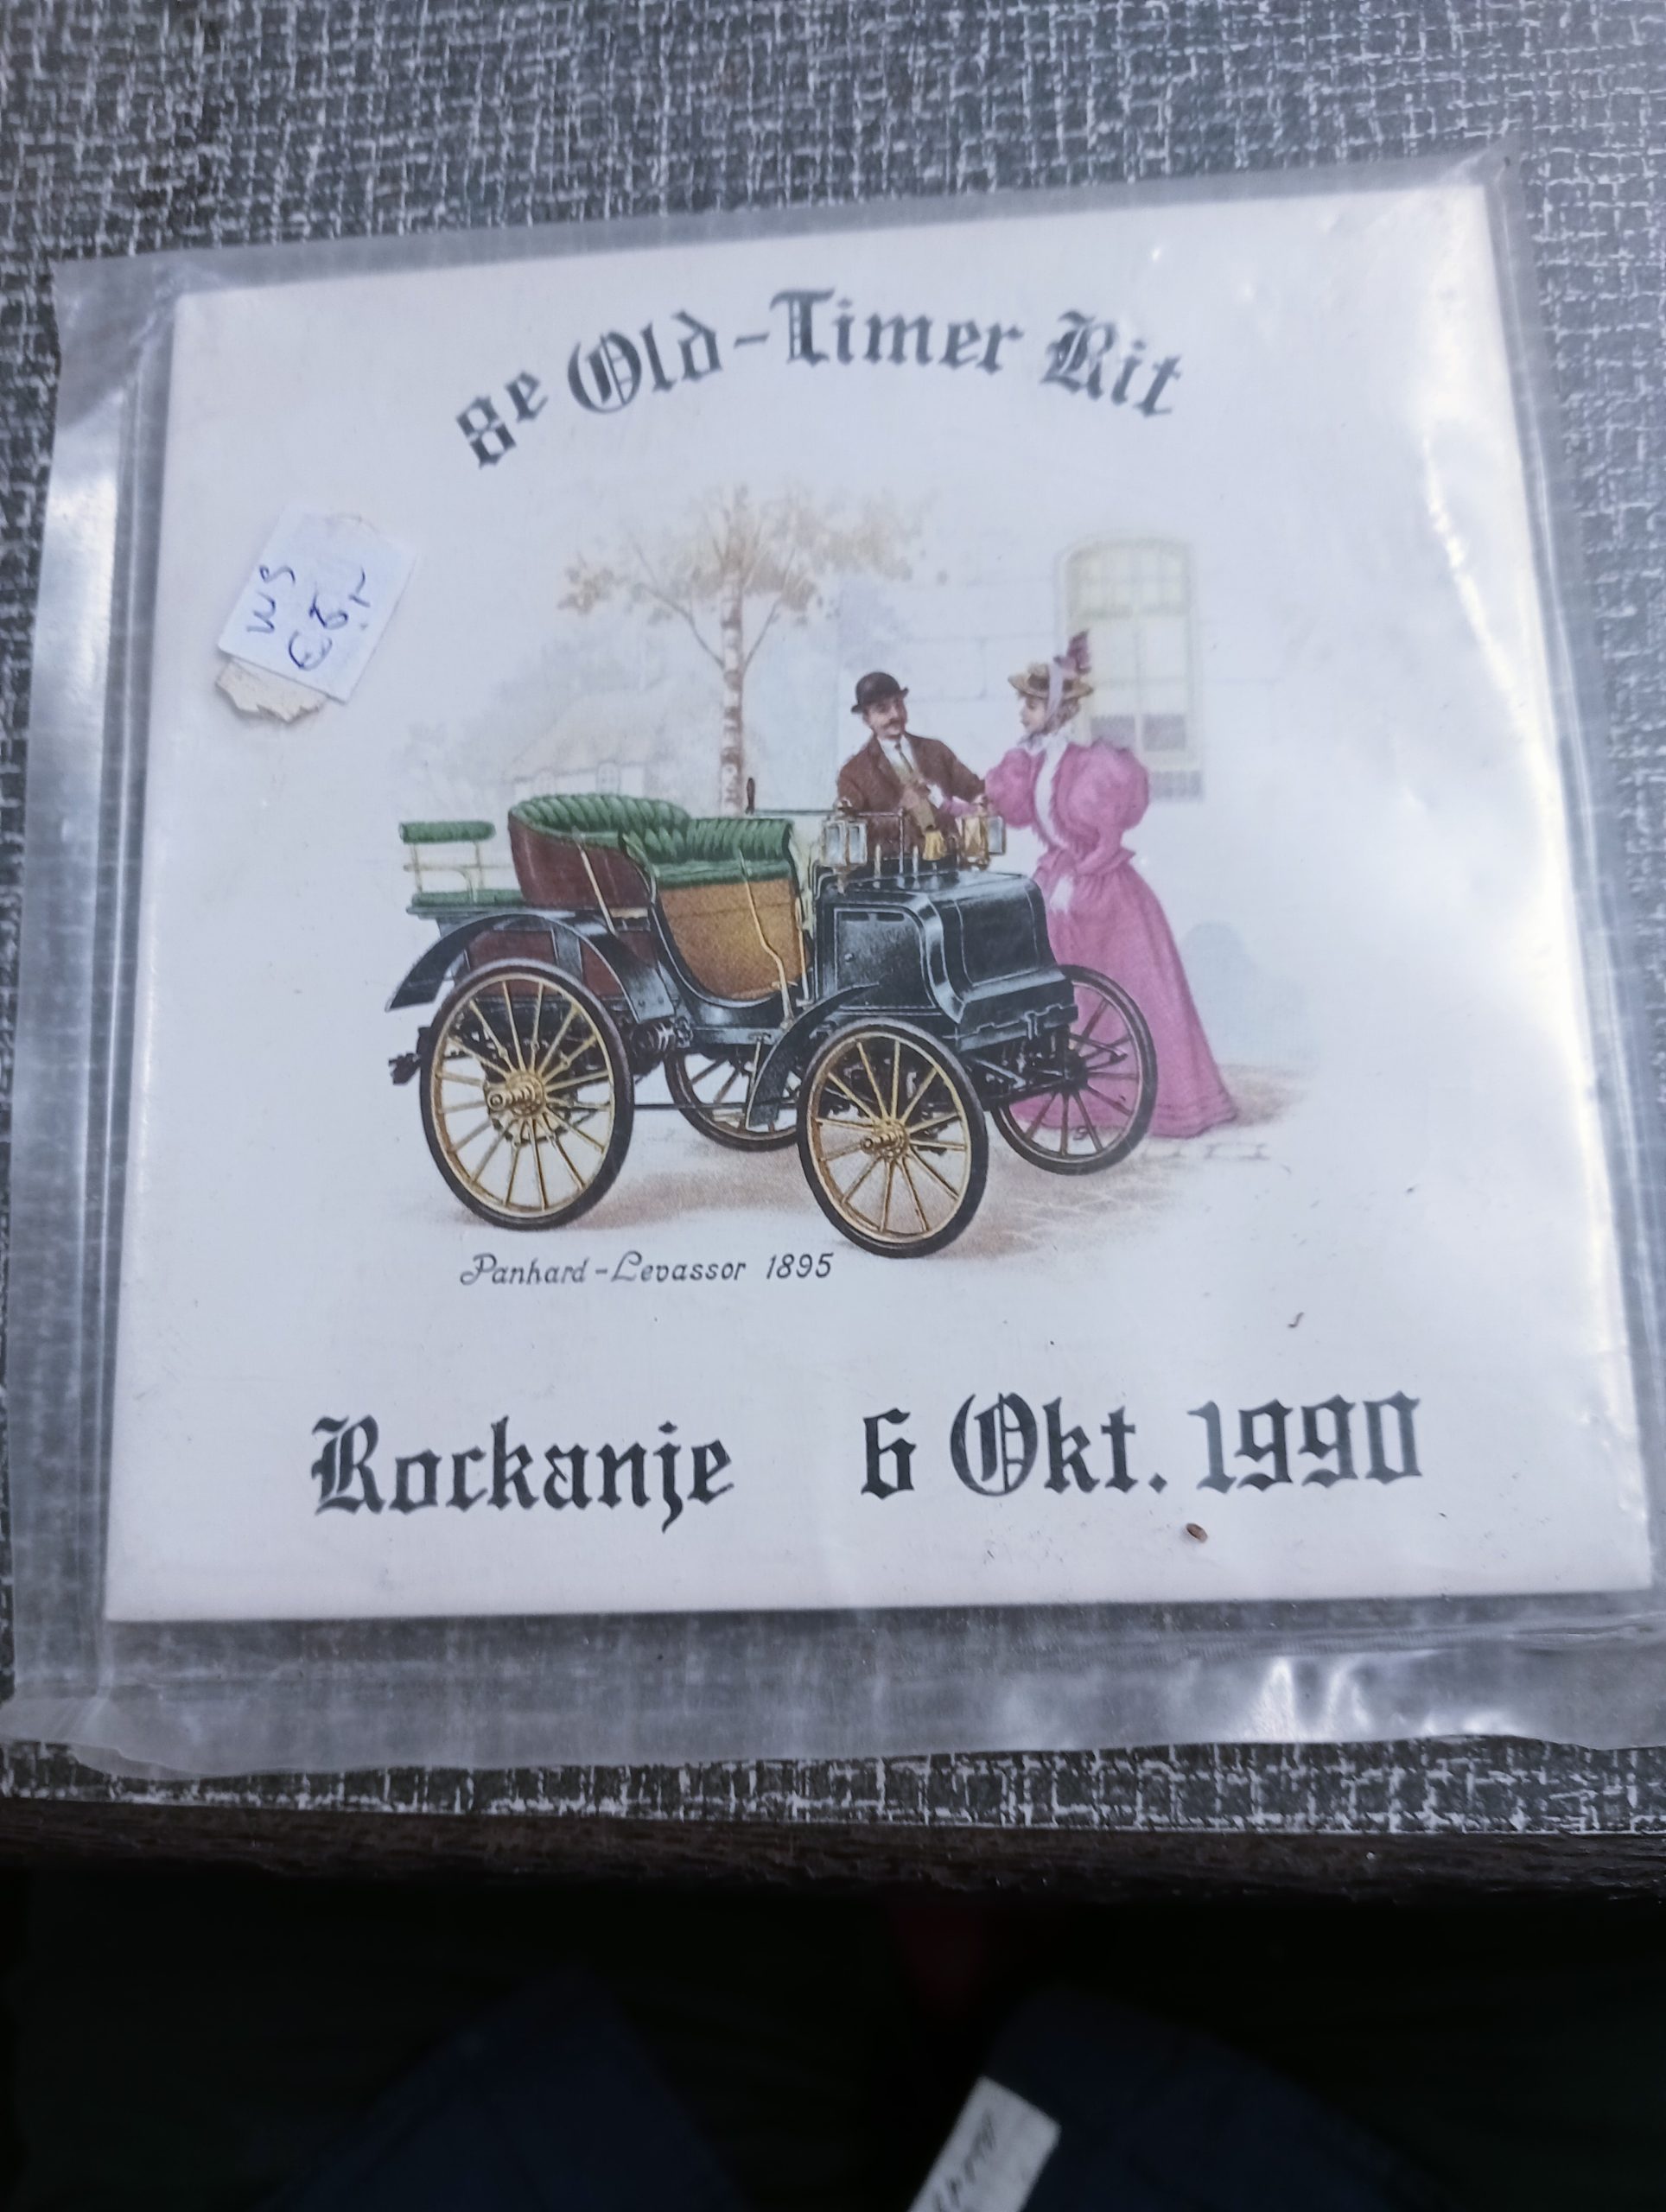 8e Old-Timer Rit
Panhard-Levassor 1895
Rockanje 6 Okt. 1990